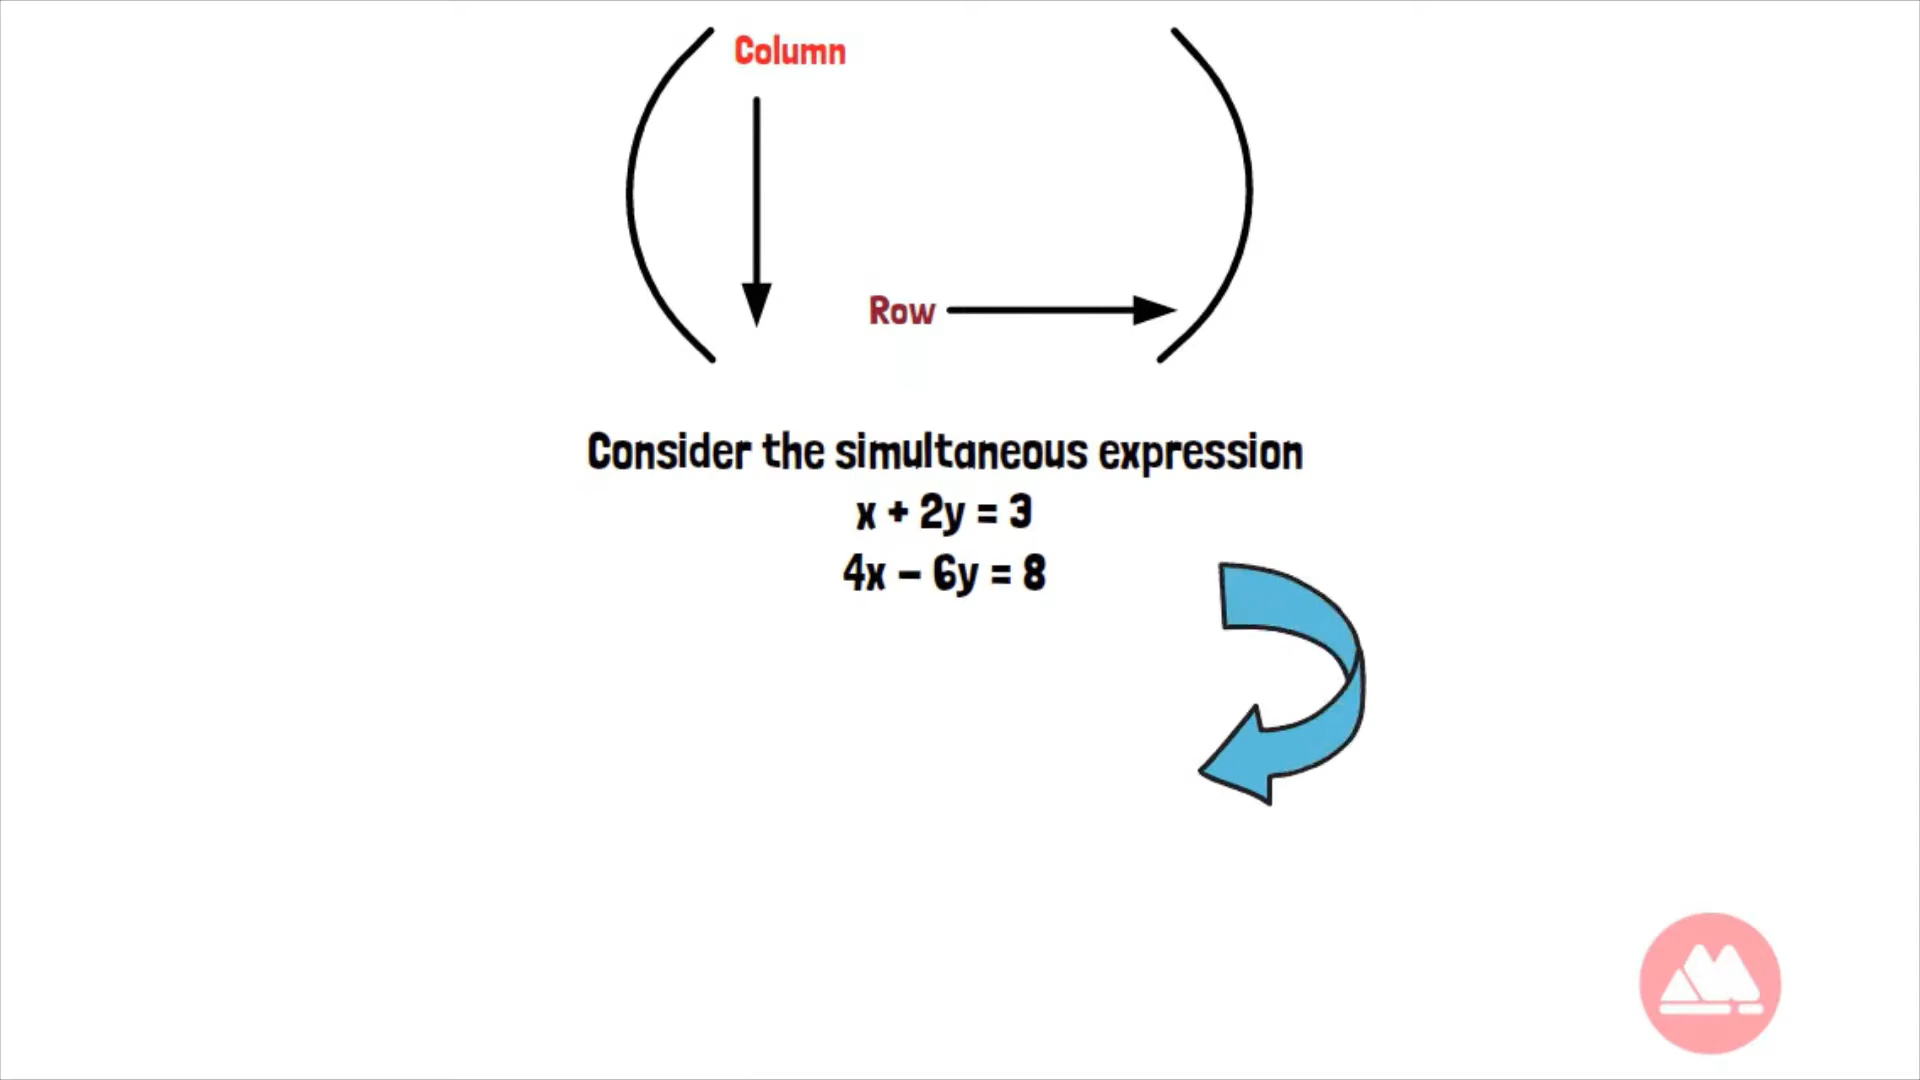 Column
Row
Consider the simultaneous expression
x + 2y = 3
4x – 6y = 8